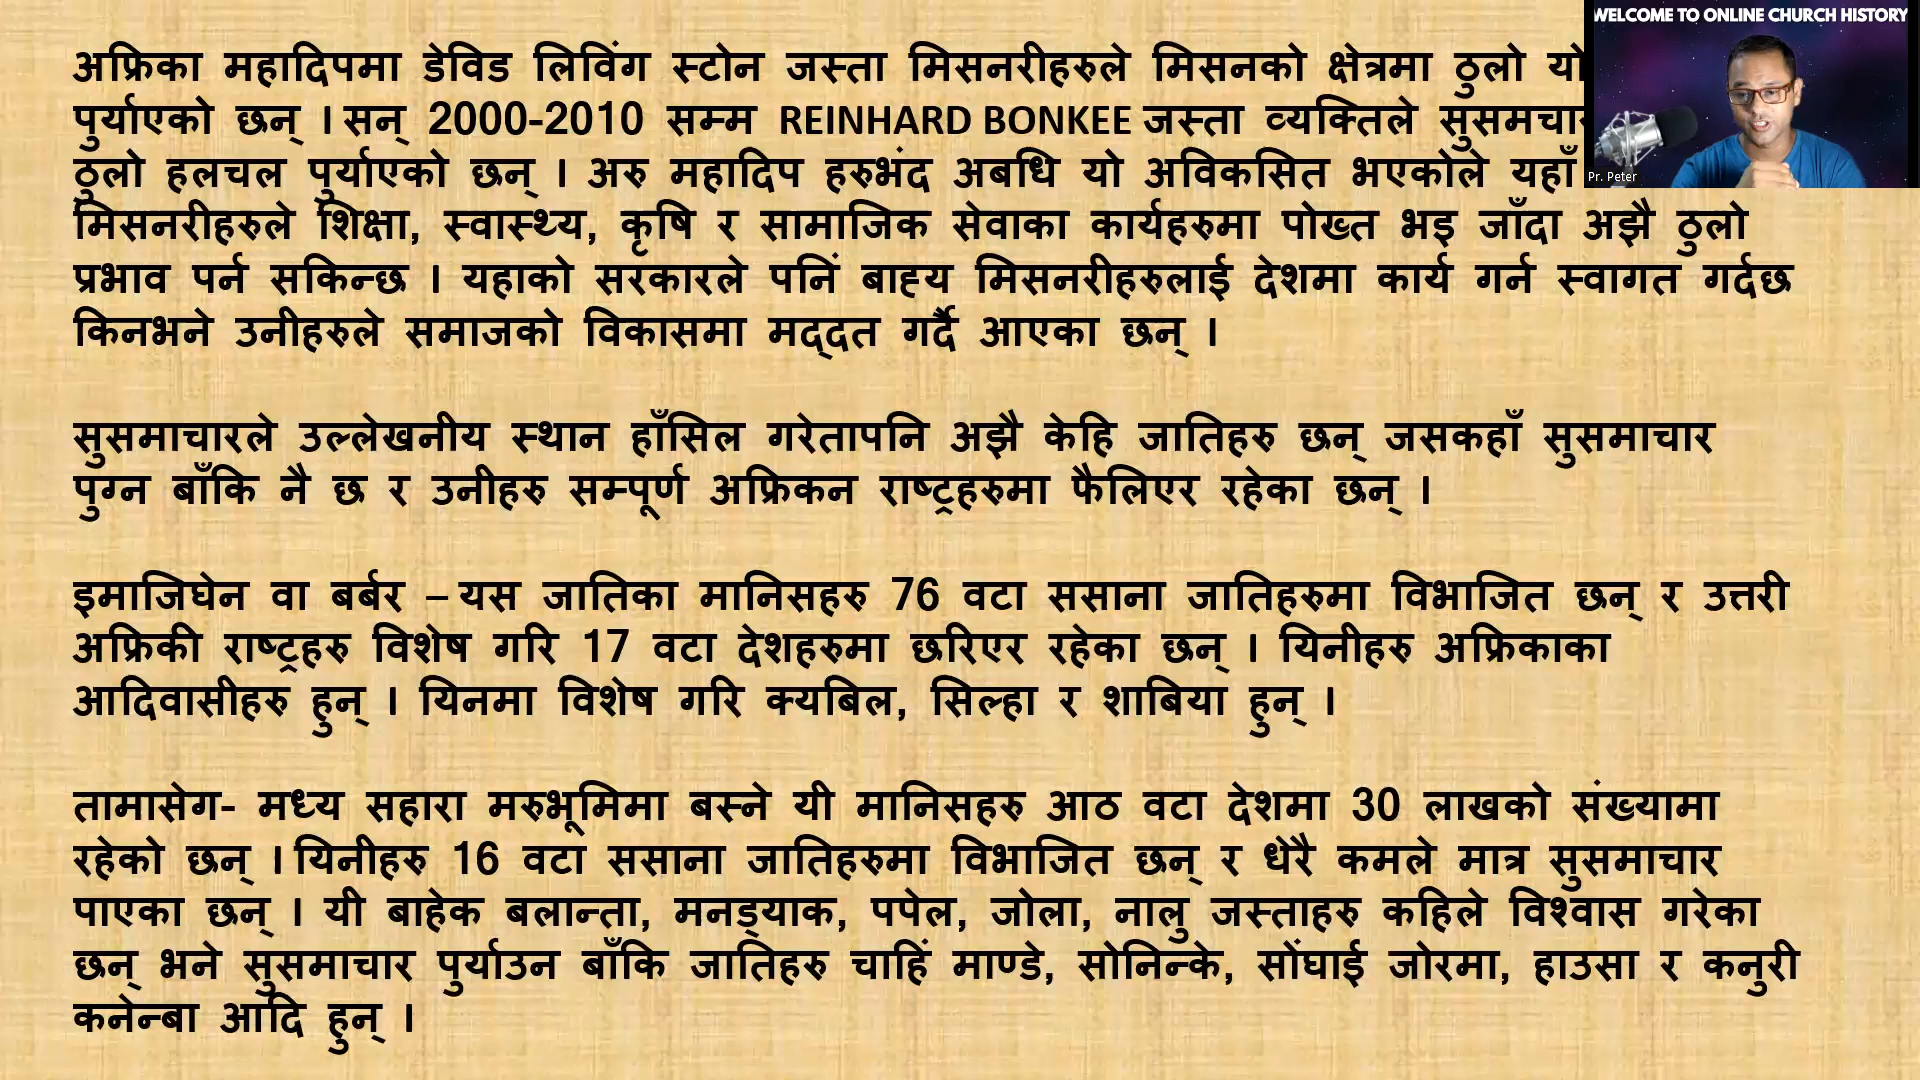 WELCOME TO ONLINE CHURCH HISTORY
अफ्रिका महादिपमा डेविड लिविंग स्टोन जस्ता मिसनरीहरुले मिसनको क्षेत्रमा ठुलो
पुर्याएको छन् । सन् 2000-2010 सम्म REINHARD BONKEE जस्ता व्यक्तिले
ठुलो हलचल पुर्याएको छन् । अरु महादिप हरुभंद अबधि यो अविकसित भएकोले यहाँ
Pr. Peter
मिसनरीहरुले शिक्षा, स्वास्थ्य, कृषि र सामाजिक सेवाका कार्यहरुमा पोख्त भइ जाँदा अझै ठुलो
प्रभाव पर्न सकिन्छ । यहाको सरकारले पनिं बाह्य मिसनरीहरुलाई देशमा कार्य गर्न स्वागत गर्दछ
किनभने उनीहरुले समाजको विकासमा मद्दत गर्दै आएका छन् ।
सुसमाचारले उल्लेखनीय स्थान हाँसिल गरेतापनि अझै केहि जातिहरु छन् जसकहाँ सुसमाचार
पुग्न बाँकि नै छ र उनीहरु सम्पूर्ण अफ्रिकन राष्ट्रहरुमा फैलिएर रहेका छन् ।
इमाजिघेन वा बर्बर – यस जातिका मानिसहरु 76 वटा ससाना जातिहरुमा विभाजित छन् र उत्तरी
अफ्रिकी राष्ट्रहरु विशेष गरि 17 वटा देशहरुमा छरिएर रहेका छन् । यिनीहरु अफ्रिकाका
आदिवासीहरु हुन् । यिनमा विशेष गरि क्यबिल, सिल्हा र शाबिया हुन् ।
तामासेग- मध्य सहारा मरुभूमिमा बस्ने यी मानिसहरु आठ वटा देशमा 30 लाखको संख्यामा
रहेको छन् । यिनीहरु 16 वटा ससाना जातिहरुमा विभाजित छन् र धेरै कमले मात्र सुसमाचार
पाएका छन् । यी बाहेक बलान्ता, मनड्याक, पपेल, जोला, नालु जस्ताहरु कहिले विश्वास गरेका
छन् भने सुसमाचार पुर्याउन बाँकि जातिहरु चाहिं माण्डे, सोनिन्के, सोंघाई जोरमा, हाउसा र कनुरी
कनेन्बा आदि हुन् ।